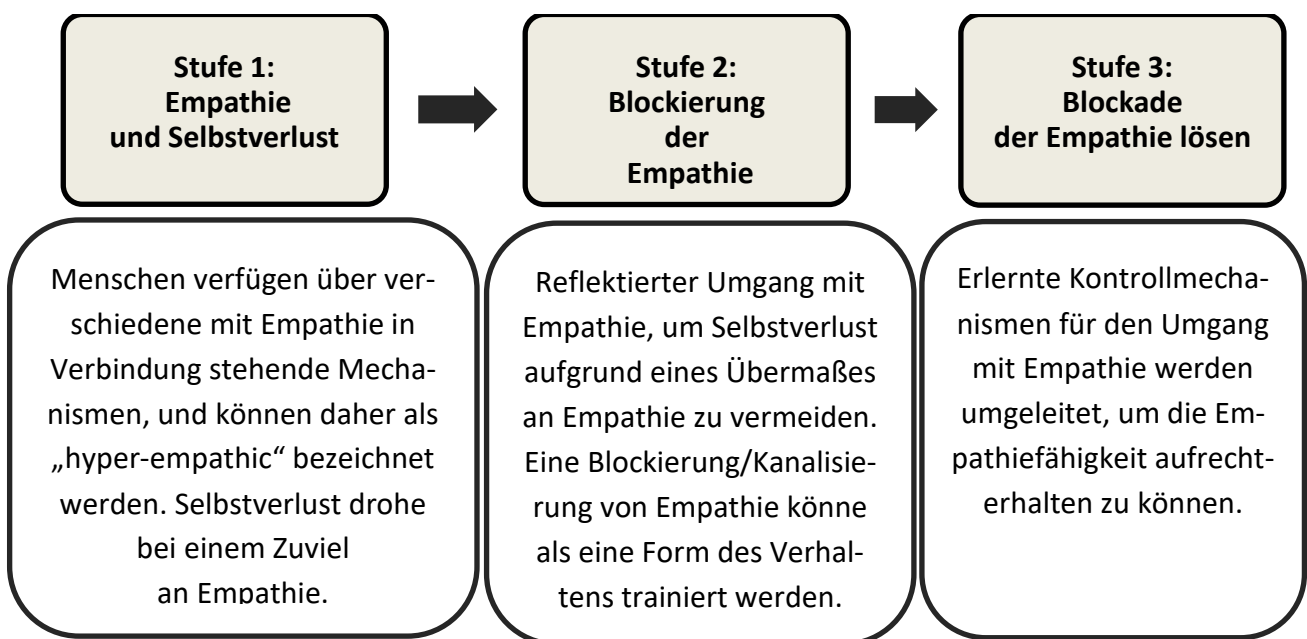 Stufe 1:
Empathie
und Selbstverlust
Stufe 2:
Blockierung
der
Empathie
Stufe 3:
Blockade
der Empathie lösen
Menschen verfügen über ver-
schiedene mit Empathie in
Verbindung stehende Mecha-
nismen, und können daher als
„hyper-empathic“ bezeichnet
werden. Selbstverlust drohe
bei einem Zuviel
an Empathie.
Reflektierter Umgang mit
Empathie, um Selbstverlust
aufgrund eines Übermaßes
an Empathie zu vermeiden.
Eine Blockierung/Kanalisie-
rung von Empathie könne
als eine Form des Verhal-
tens trainiert werden.
Erlernte Kontrollmecha-
nismen für den Umgang
mit Empathie werden
umgeleitet, um die Em-
pathiefähigkeit aufrecht-
erhalten zu können.